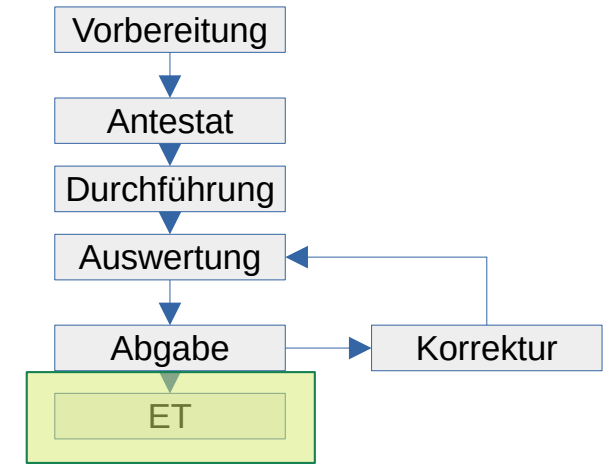 Vorbereitung
Antestat
Durchführung
Auswertung
Abgabe
Korrektur
ET